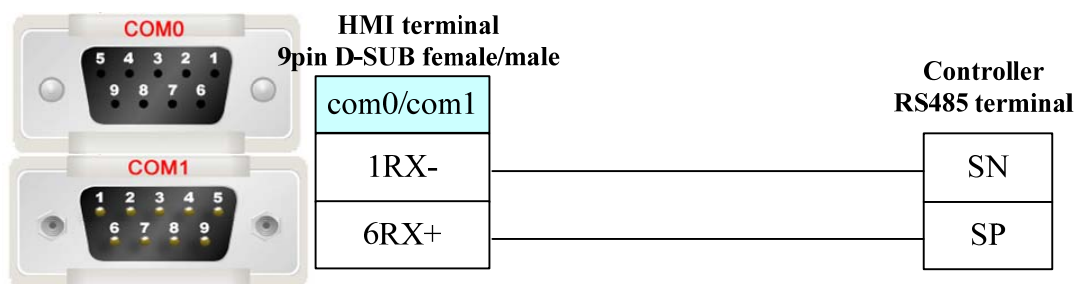 COM0
5 4 3 2 1
9 8 7 6
COM1
1 2 3 4 5
6 7 8 9
HMI terminal
9pin D-SUB female/male
com0/com1
1RX-
6RX+
Controller
RS485 terminal
SN
SP